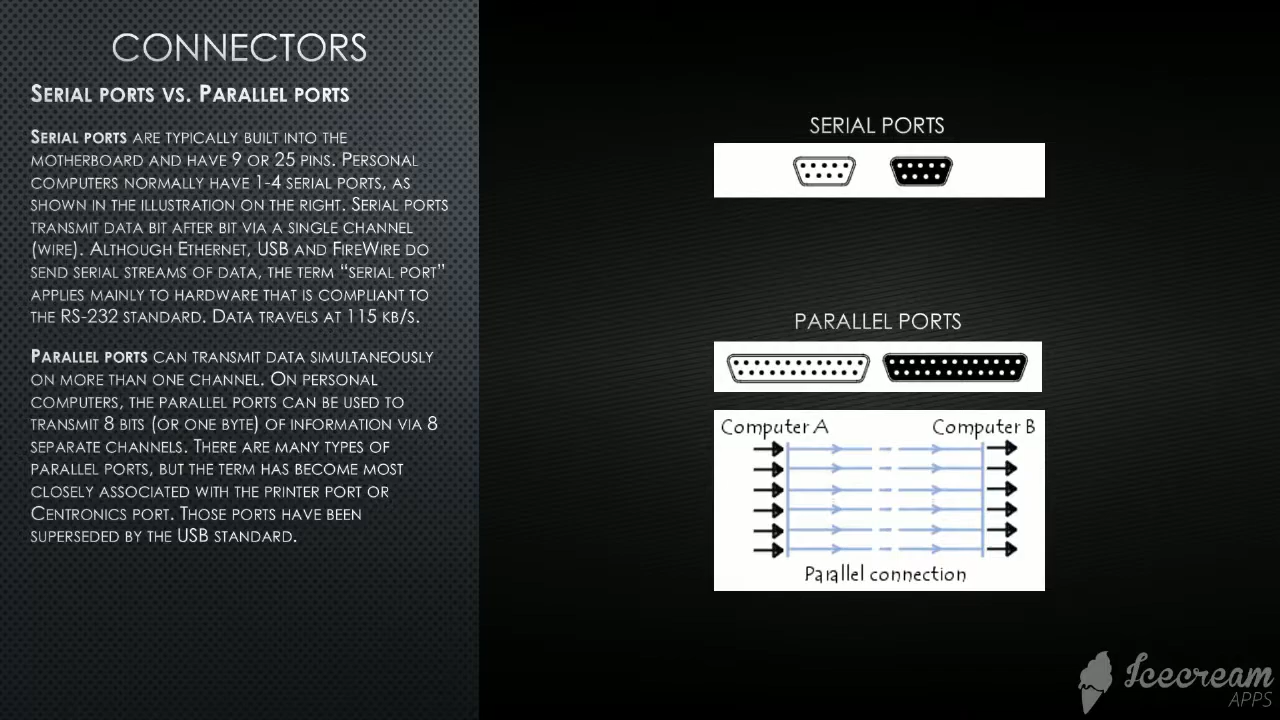 CONNECTORS
SERIAL PORTS VS. PARALLEL PORTS
SERIAL PORTS ARE TYPICALLY BUILT INTO THE
MOTHERBOARD AND HAVE 9 OR 25 PINS. PERSONAL
COMPUTERS NORMALLY HAVE 1-4 SERIAL PORTS, AS
SHOWN IN THE ILLUSTRATION ON THE RIGHT. SERIAL PORTS
TRANSMIT DATA BIT AFTER BIT VIA A SINGLE CHANNEL
(WIRE). ALTHOUGH ETHERNET, USB AND FIREWIRE DO
SEND SERIAL STREAMS OF DATA, THE TERM “SERIAL PORT”
APPLIES MAINLY TO HARDWARE THAT IS COMPLIANT TO
THE RS-232 STANDARD. DATA TRAVELS AT 115 KB/S.
PARALLEL PORTS CAN TRANSMIT DATA SIMULTANEOUSLY
ON MORE THAN ONE CHANNEL. ON PERSONAL
COMPUTERS, THE PARALLEL PORTS CAN BE USED TO
TRANSMIT 8 BITS (OR ONE BYTE) OF INFORMATION VIA 8
SEPARATE CHANNELS. THERE ARE MANY TYPES OF
PARALLEL PORTS, BUT THE TERM HAS BECOME MOST
CLOSELY ASSOCIATED WITH THE PRINTER PORT OR
CENTRONICS PORT. THOSE PORTS HAVE BEEN
SUPERSEDED BY THE USB STANDARD.
SERIAL PORTS
PARALLEL PORTS
Computer A Computer B
Parallel connection
Icecream
APPS